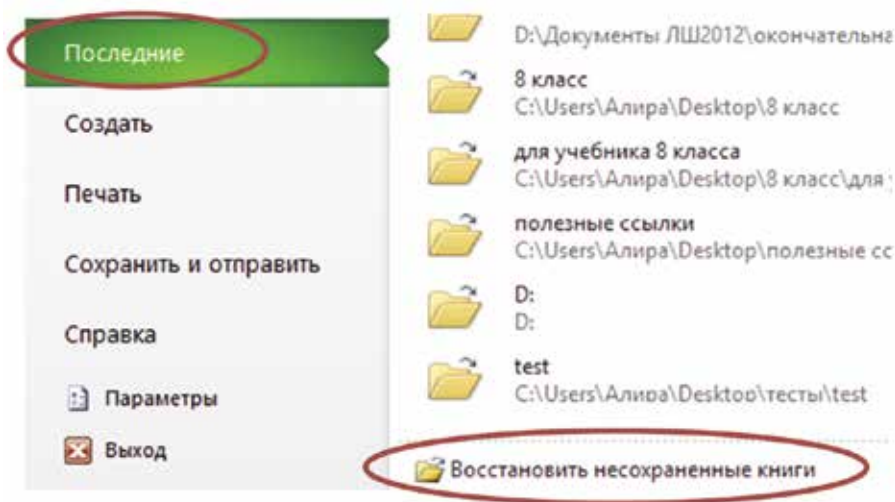 Последние
Создать
Печать
Сохранить и отправить
Справка
Параметры
Выход
D:\Документы ЛШ2012\окончательна
8 класс
C:\Users\Алира\Desktop\8 класс
для учебника 8 класса
C:\Users\Алира\Desktop\8 класс\для
полезные ссылки
C:\Users\Алира\Desktop\полезные сс
D:
D:
test
C:\Users\Алира\Desktop\тесты\test
Восстановить несохраненные книги